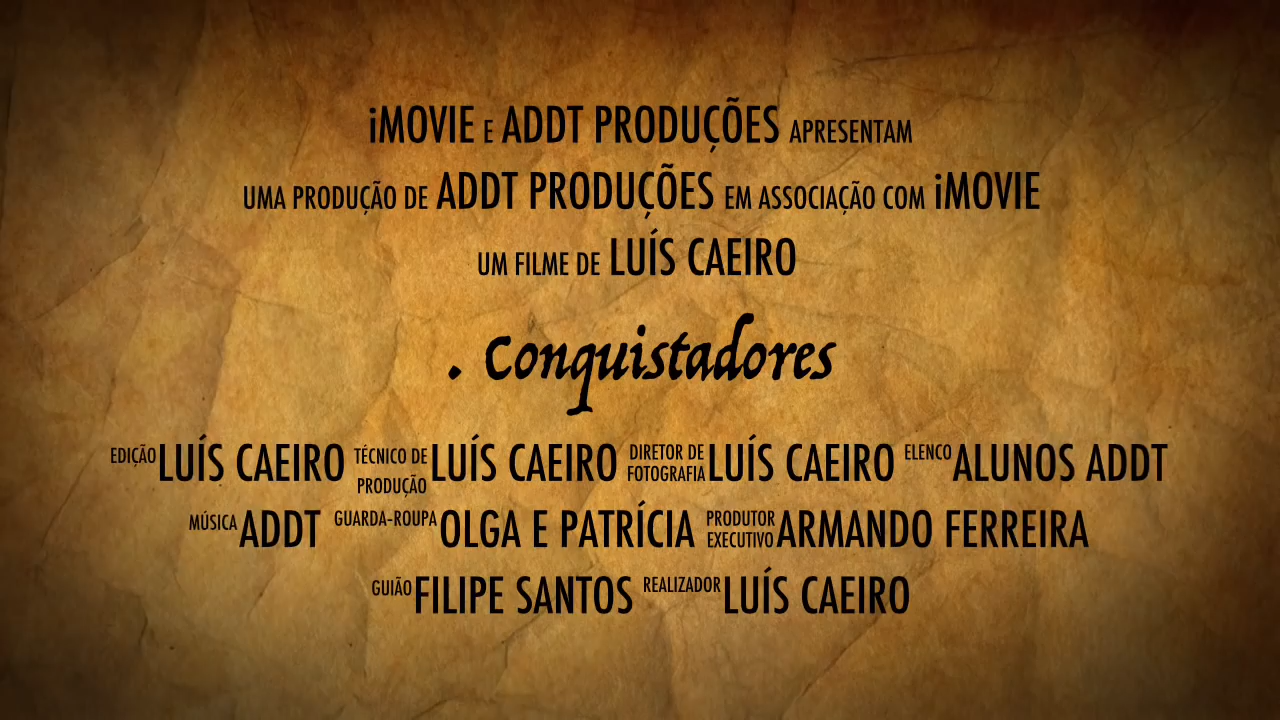 iMOVIE E ADDT PRODUÇÕES APRESENTAM
UMA PRODUÇÃO DE ADDT PRODUÇÕES EM ASSOCIAÇÃO COM iMOVIE
UM FILME DE LUÍS CAEIRO
. Conquistadores
EDIÇÃO LUÍS CAEIRO TÉCNICO DE PRODUÇÃO LUÍS CAEIRO DIRETOR DE FOTOGRAFIA LUÍS CAEIRO ELENCO ALUNOS ADDT
MÚSICA ADDT GUARDA-ROUPA OLGA E PATRÍCIA PRODUTOR EXECUTIVO ARMANDO FERREIRA
GUIÃO FILIPE SANTOS REALIZADOR LUÍS CAEIRO